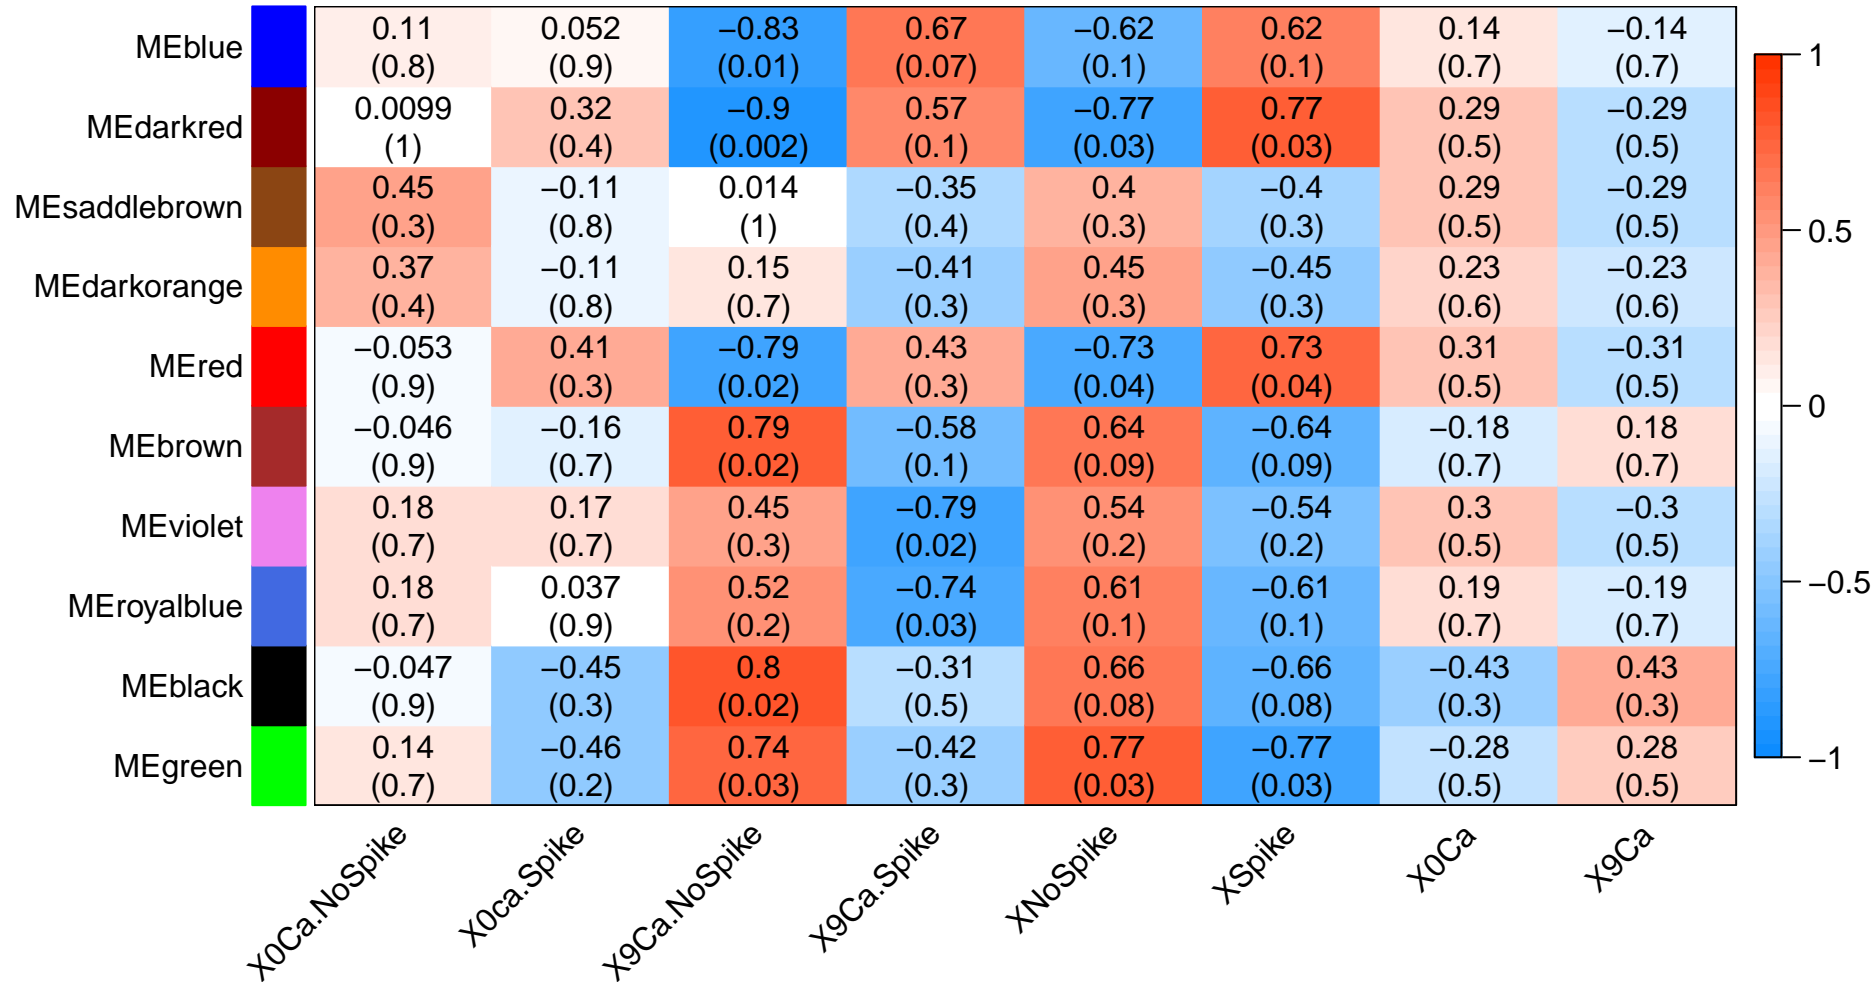 MEblue 0.11 0.052 −0.83 0.67 −0.62 0.62 0.14 −0.14
(0.8) (0.9) (0.01) (0.07) (0.1) (0.1) (0.7) (0.7)
MEdarkred 0.0099 0.32 −0.9 0.57 −0.77 0.77 0.29 −0.29
(1) (0.4) (0.002) (0.1) (0.03) (0.03) (0.5) (0.5)
MEsaddlebrown 0.45 −0.11 0.014 −0.35 0.4 −0.4 0.29 −0.29
(0.3) (0.8) (1) (0.4) (0.3) (0.3) (0.5) (0.5)
MEdarkorange 0.37 −0.11 0.15 −0.41 0.45 −0.45 0.23 −0.23
(0.4) (0.8) (0.7) (0.3) (0.3) (0.3) (0.6) (0.6)
MEred −0.053 0.41 −0.79 0.43 −0.73 0.73 0.31 −0.31
(0.9) (0.3) (0.02) (0.3) (0.04) (0.04) (0.5) (0.5)
MEbrown −0.046 −0.16 0.79 −0.58 0.64 −0.64 −0.18 0.18
(0.9) (0.7) (0.02) (0.1) (0.09) (0.09) (0.7) (0.7)
MEviolet 0.18 0.17 0.45 −0.79 0.54 −0.54 0.3 −0.3
(0.7) (0.7) (0.3) (0.02) (0.2) (0.2) (0.5) (0.5)
MEroyalblue 0.18 0.037 0.52 −0.74 0.61 −0.61 0.19 −0.19
(0.7) (0.9) (0.2) (0.03) (0.1) (0.1) (0.7) (0.7)
MEblack −0.047 −0.45 0.8 −0.31 0.66 −0.66 −0.43 0.43
(0.9) (0.3) (0.02) (0.5) (0.08) (0.08) (0.3) (0.3)
MEgreen 0.14 −0.46 0.74 −0.42 0.77 −0.77 −0.28 0.28
(0.7) (0.2) (0.03) (0.3) (0.03) (0.03) (0.5) (0.5)
X0Ca.NoSpike X0ca.Spike X9Ca.NoSpike X9Ca.Spike XNoSpike XSpike X0Ca X9Ca
1
0.5
0
−0.5
−1